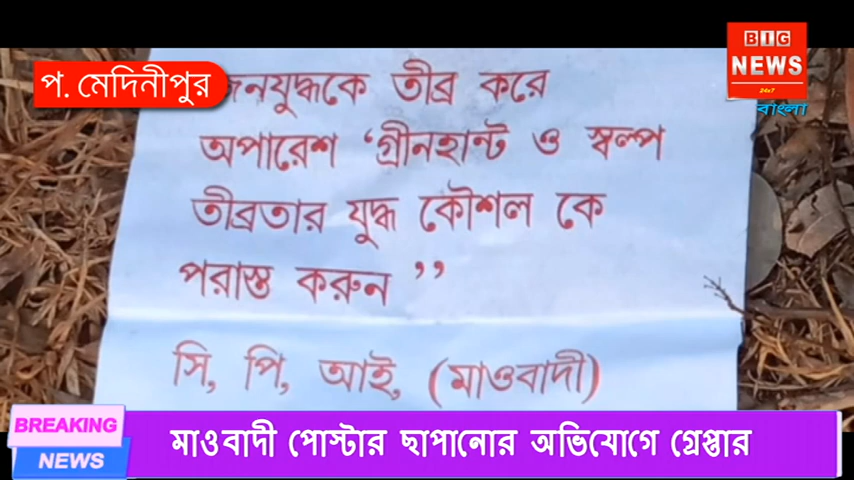 প. মেদিনীপুর
BIG
NEWS
24x7
বাংলা
জনযুদ্ধকে তীব্র করে
অপারেশ ‘গ্রীনহান্ট ও স্বল্প
তীব্রতার যুদ্ধ কৌশল কে
পরাস্ত করুন ’’
সি, পি, আই, (মাওবাদী)
BREAKING
NEWS
মাওবাদী পোস্টার ছাপানোর অভিযোগে গ্রেপ্তার